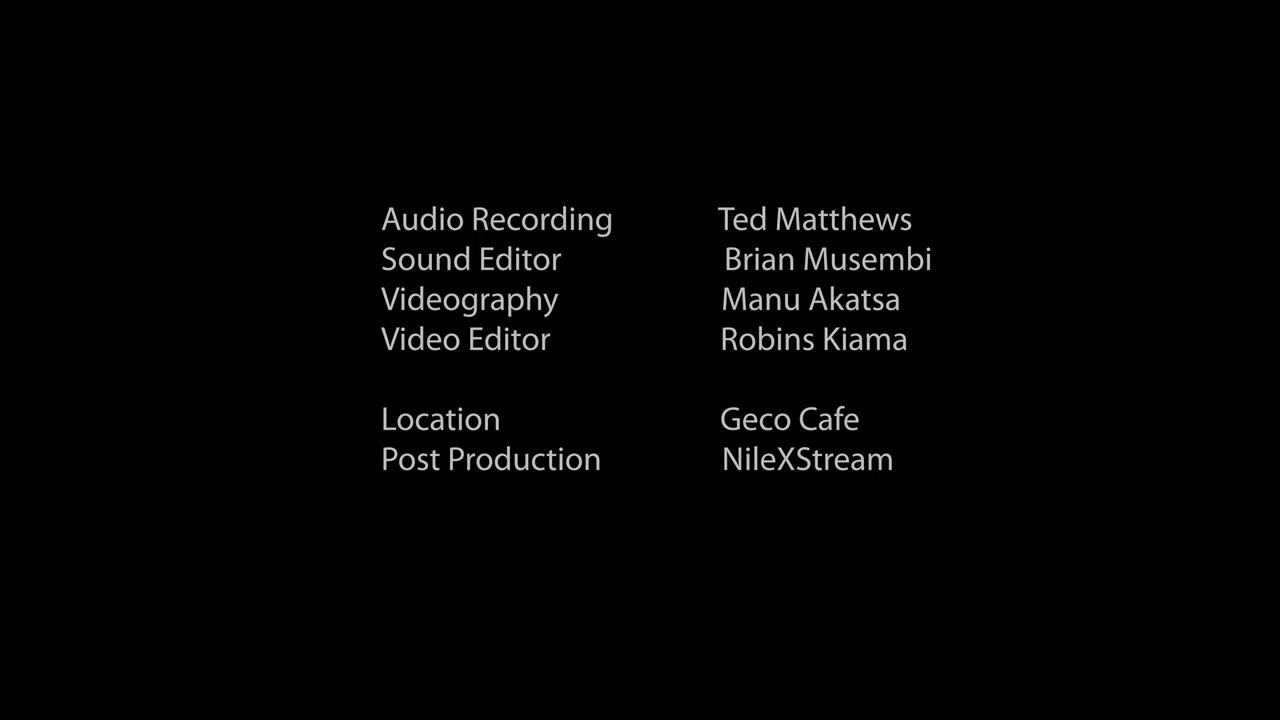 Audio Recording Ted Matthews
Sound Editor Brian Musembi
Videography Manu Akatsa
Video Editor Robins Kiama
Location Geco Cafe
Post Production NileXStream